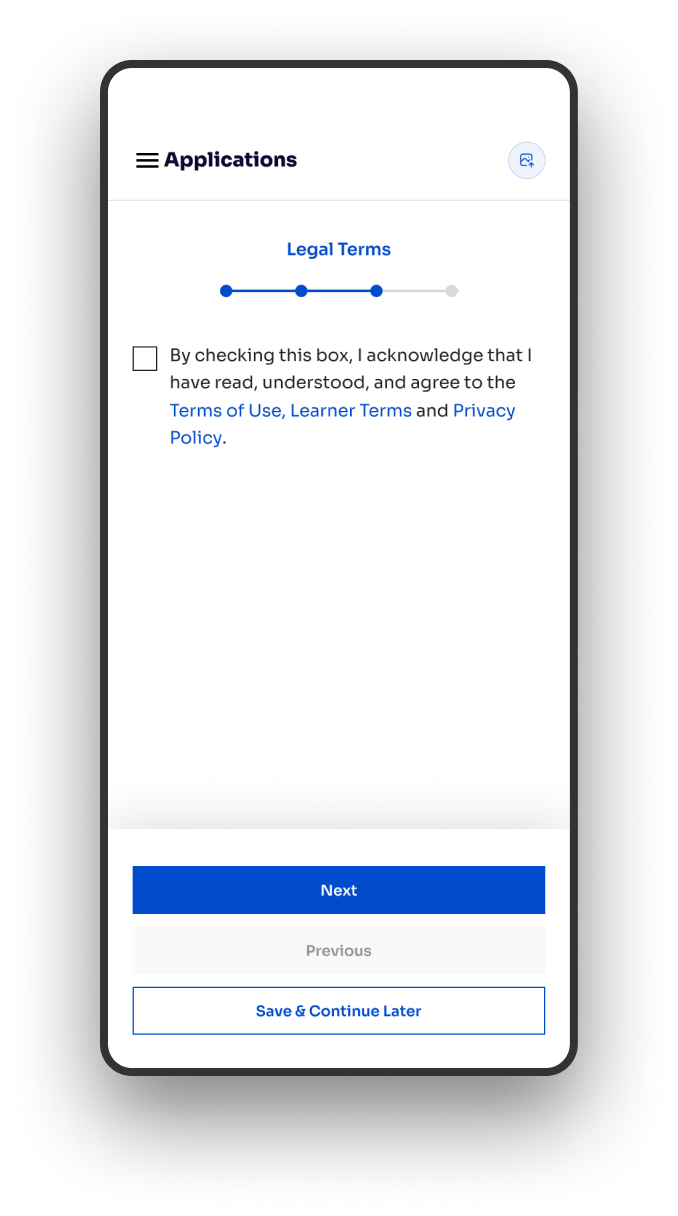 Applications
Legal Terms
By checking this box, I acknowledge that I
have read, understood, and agree to the
Terms of Use, Learner Terms and Privacy
Policy.
Next
Previous
Save & Continue Later